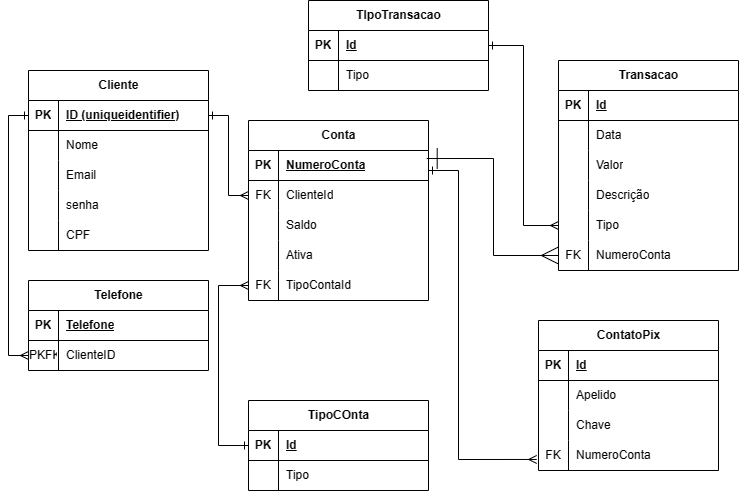 TIpoTransacao
PK Id
Tipo
Cliente
PK ID (uniqueidentifier)
Nome
Email
senha
CPF
Transacao
PK Id
Data
Valor
Descrição
Tipo
FK NumeroConta
Conta
PK NumeroConta
FK ClienteId
Saldo
Ativa
FK TipoContaId
Telefone
PK Telefone
PKFK ClienteID
ContatoPix
PK Id
Apelido
Chave
FK NumeroConta
TipoCOnta
PK Id
Tipo